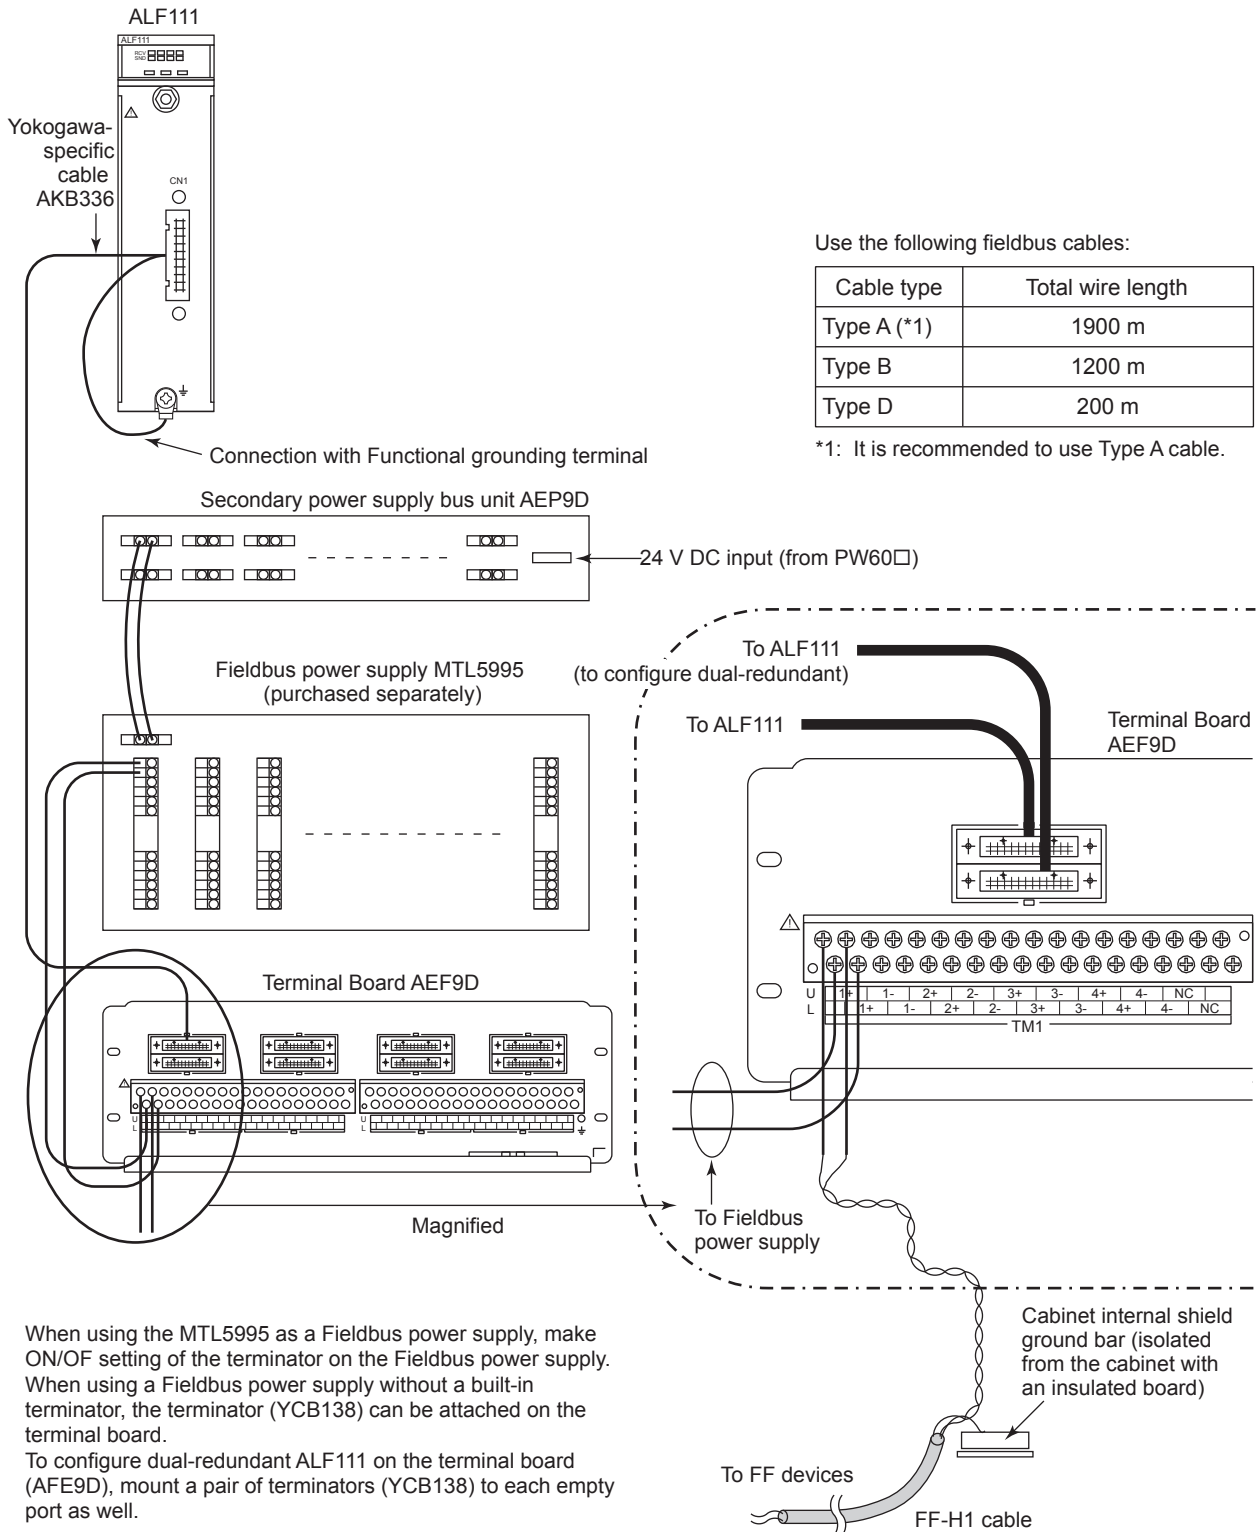 ALF111
ALF111
RCV
SND
Yokogawa-
specific
cable
AKB336
CN1
Connection with Functional grounding terminal
Use the following fieldbus cables:
Cable type Total wire length
Type A (*1) 1900 m
Type B 1200 m
Type D 200 m
*1: It is recommended to use Type A cable.
Secondary power supply bus unit AEP9D
24 V DC input (from PW60□)
Fieldbus power supply MTL5995
(purchased separately)
To ALF111
(to configure dual-redundant)
To ALF111
Terminal Board
AEF9D
U 1+ 1- 2+ 2- 3+ 3- 4+ 4- NC
L 1+ 1- 2+ 2- 3+ 3- 4+ 4- NC
TM1
Terminal Board AEF9D
U
L
U
L
Magnified
To Fieldbus
power supply
Cabinet internal shield
ground bar (isolated
from the cabinet with
an insulated board)
To FF devices
FF-H1 cable
When using the MTL5995 as a Fieldbus power supply, make
ON/OF setting of the terminator on the Fieldbus power supply.
When using a Fieldbus power supply without a built-in
terminator, the terminator (YCB138) can be attached on the
terminal board.
To configure dual-redundant ALF111 on the terminal board
(AFE9D), mount a pair of terminators (YCB138) to each empty
port as well.